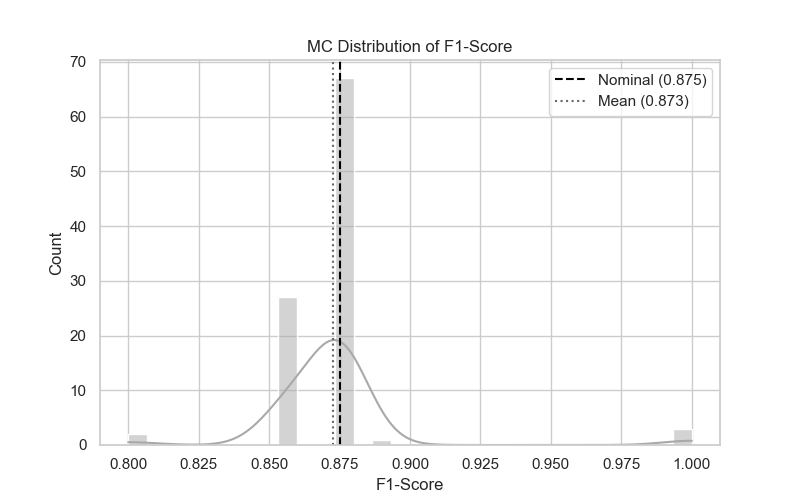 MC Distribution of F1-Score
Nominal (0.875)
Mean (0.873)
70
60
50
40
30
20
10
0
Count
0.800 0.825 0.850 0.875 0.900 0.925 0.950 0.975 1.000
F1-Score